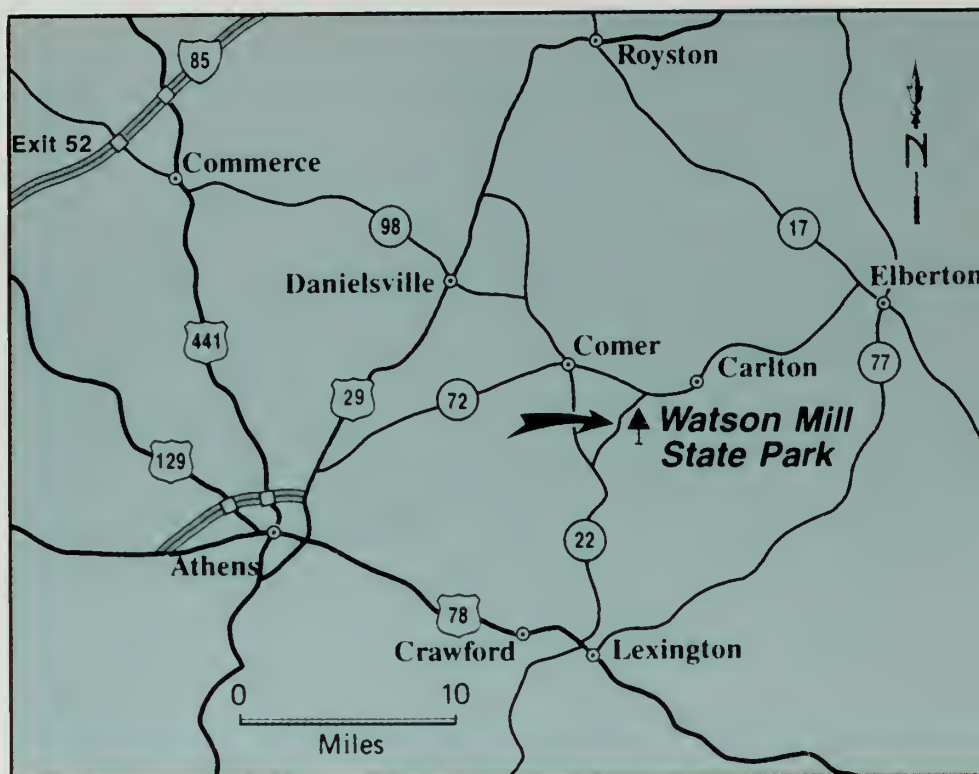 Royston
85
N
Exit 52
Commerce
98
17
Danielsville
Elberton
441
Comer
Carlton
77
29
72
Watson Mill
State Park
129
22
Athens
78
Crawford
Lexington
0 10
Miles